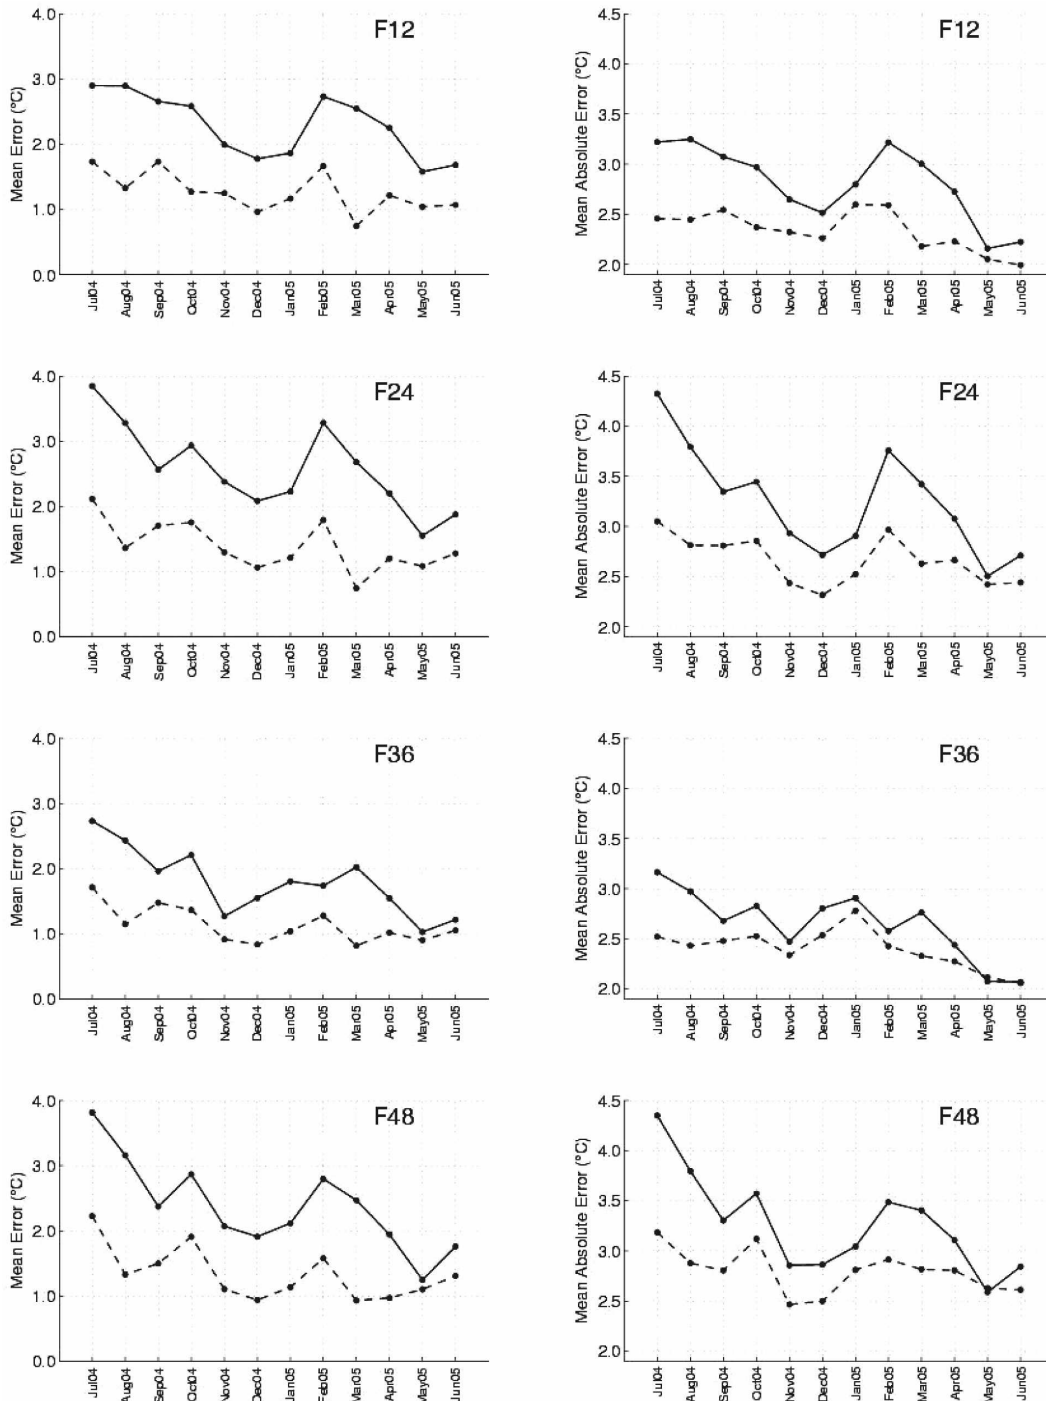 F12
Mean Error (°C)
4.0
3.0
2.0
1.0
0.0
Jul04
Aug04
Sep04
Oct04
Nov04
Dec04
Jan05
Feb05
Mar05
Apr05
May05
Jun05
F12
Mean Absolute Error (°C)
4.5
4.0
3.5
3.0
2.5
2.0
Jul04
Aug04
Sep04
Oct04
Nov04
Dec04
Jan05
Feb05
Mar05
Apr05
May05
Jun05
F24
Mean Error (°C)
4.0
3.0
2.0
1.0
0.0
Jul04
Aug04
Sep04
Oct04
Nov04
Dec04
Jan05
Feb05
Mar05
Apr05
May05
Jun05
F24
Mean Absolute Error (°C)
4.5
4.0
3.5
3.0
2.5
2.0
Jul04
Aug04
Sep04
Oct04
Nov04
Dec04
Jan05
Feb05
Mar05
Apr05
May05
Jun05
F36
Mean Error (°C)
4.0
3.0
2.0
1.0
0.0
Jul04
Aug04
Sep04
Oct04
Nov04
Dec04
Jan05
Feb05
Mar05
Apr05
May05
Jun05
F36
Mean Absolute Error (°C)
4.5
4.0
3.5
3.0
2.5
2.0
Jul04
Aug04
Sep04
Oct04
Nov04
Dec04
Jan05
Feb05
Mar05
Apr05
May05
Jun05
F48
Mean Error (°C)
4.0
3.0
2.0
1.0
0.0
Jul04
Aug04
Sep04
Oct04
Nov04
Dec04
Jan05
Feb05
Mar05
Apr05
May05
Jun05
F48
Mean Absolute Error (°C)
4.5
4.0
3.5
3.0
2.5
2.0
Jul04
Aug04
Sep04
Oct04
Nov04
Dec04
Jan05
Feb05
Mar05
Apr05
May05
Jun05